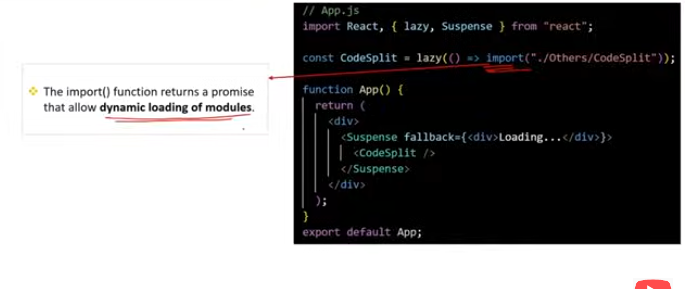 The import() function returns a promise
that allow dynamic loading of modules.
// App.js
import React, { lazy, Suspense } from "react";
const CodeSplit = lazy(() => import("./Others/CodeSplit"));
function App() {
return (
<div>
<Suspense fallback={<div>Loading...</div>}>
<CodeSplit />
</Suspense>
</div>
);
}
export default App;